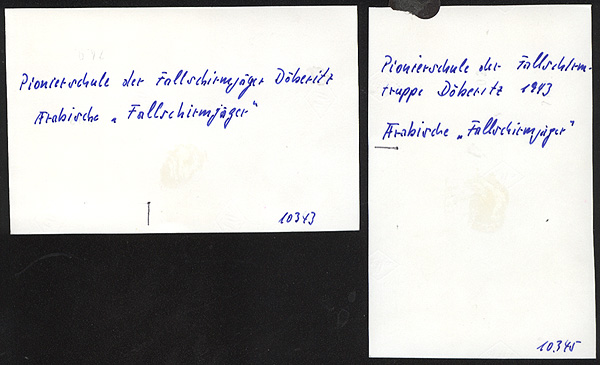 Pionierschule der Fallschirmjäger Döberitz
Arabische „Fallschirmjäger"
10343
Pionierschule der Fallschirm-
truppe Döberitz 1943
Arabische „Fallschirmjäger"
10345